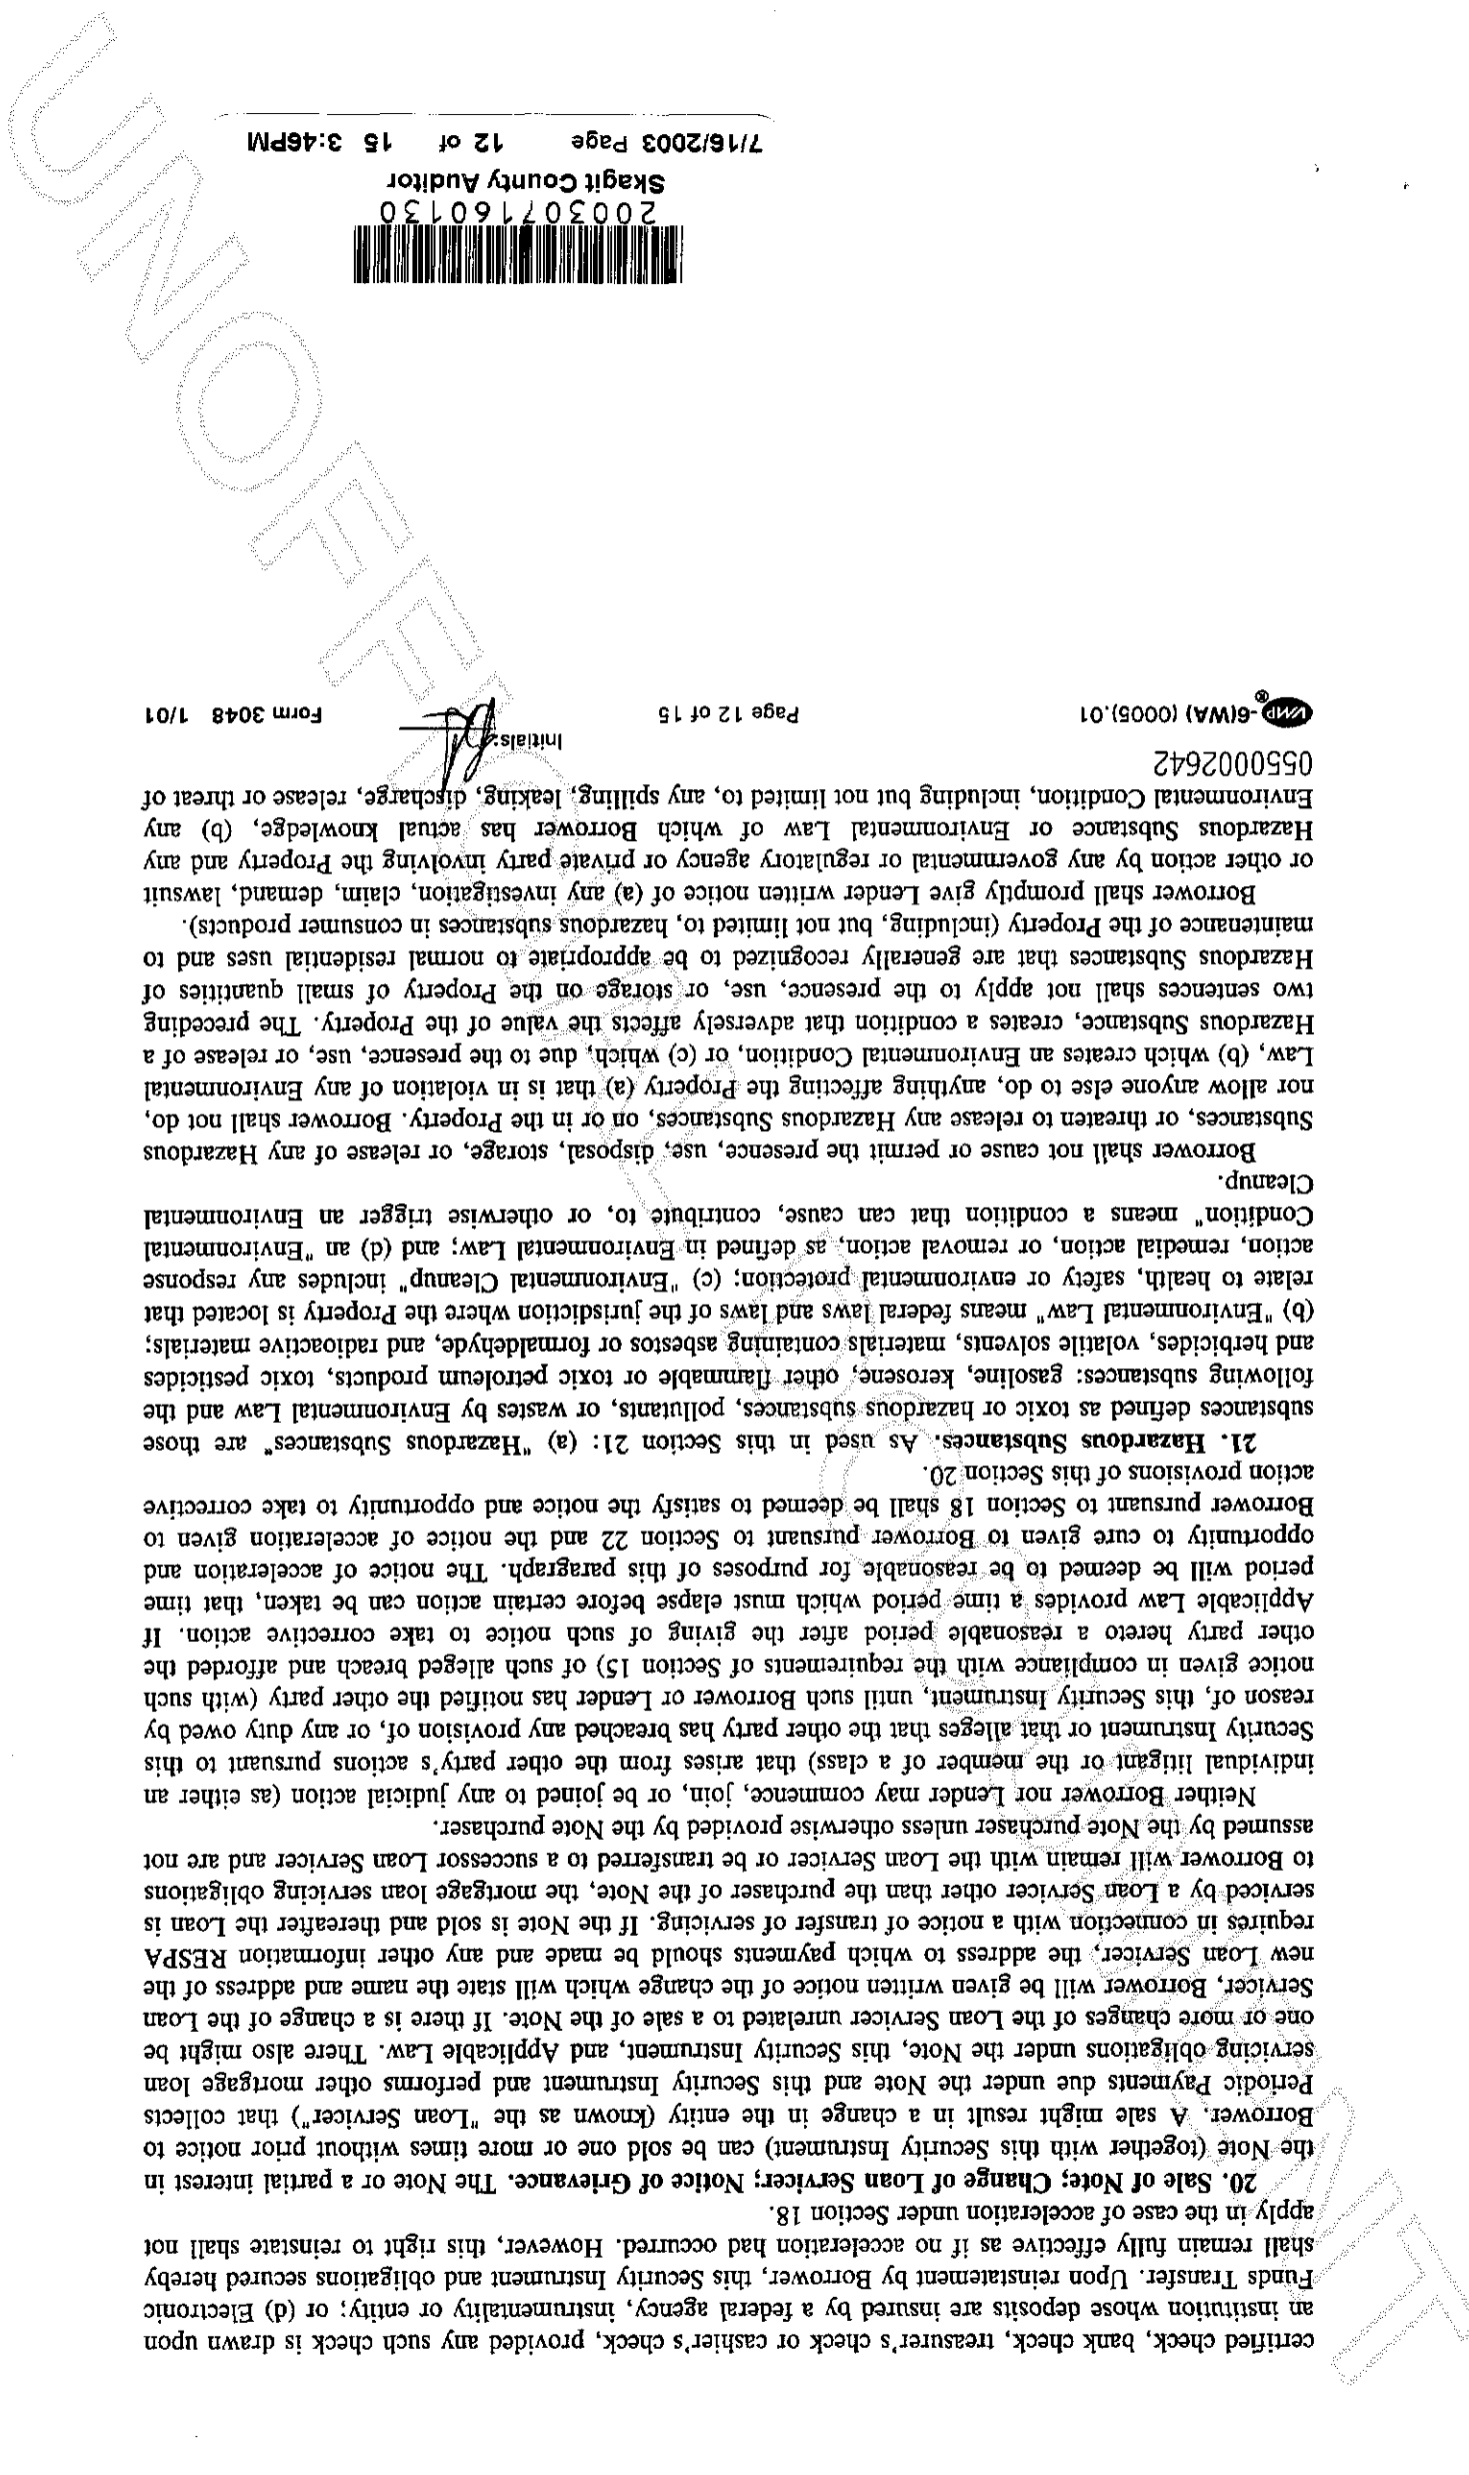 certified check, bank check, treasurer's check or cashier's check, provided any such check is drawn upon
an institution whose deposits are insured by a federal agency, instrumentality or entity; or (d) Electronic
Funds Transfer. Upon reinstatement by Borrower, this Security Instrument and obligations secured hereby
shall remain fully effective as if no acceleration had occurred. However, this right to reinstate shall not
apply in the case of acceleration under Section 18.
20. Sale of Note; Change of Loan Servicer; Notice of Grievance. The Note or a partial interest in
the Note (together with this Security Instrument) can be sold one or more times without prior notice to
Borrower. A sale might result in a change in the entity (known as the "Loan Servicer") that collects
Periodic Payments due under the Note and this Security Instrument and performs other mortgage loan
servicing obligations under the Note, this Security Instrument, and Applicable Law. There also might be
one or more changes of the Loan Servicer unrelated to a sale of the Note. If there is a change of the Loan
Servicer, Borrower will be given written notice of the change which will state the name and address of the
new Loan Servicer, the address to which payments should be made and any other information RESPA
requires in connection with a notice of transfer of servicing. If the Note is sold and thereafter the Loan is
serviced by a Loan Servicer other than the purchaser of the Note, the mortgage loan servicing obligations
to Borrower will remain with the Loan Servicer or be transferred to a successor Loan Servicer and are not
assumed by the Note purchaser unless otherwise provided by the Note purchaser.
Neither Borrower nor Lender may commence, join, or be joined to any judicial action (as either an
individual litigant or the member of a class) that arises from the other party's actions pursuant to this
Security Instrument or that alleges that the other party has breached any provision of, or any duty owed by
reason of, this Security Instrument, until such Borrower or Lender has notified the other party (with such
notice given in compliance with the requirements of Section 15) of such alleged breach and afforded the
other party hereto a reasonable period after the giving of such notice to take corrective action. If
Applicable Law provides a time period which must elapse before certain action can be taken, that time
period will be deemed to be reasonable for purposes of this paragraph. The notice of acceleration and
opportunity to cure given to Borrower pursuant to Section 22 and the notice of acceleration given to
Borrower pursuant to Section 18 shall be deemed to satisfy the notice and opportunity to take corrective
action provisions of this Section 20.
21. Hazardous Substances. As used in this Section 21: (a) "Hazardous Substances" are those
substances defined as toxic or hazardous substances, pollutants, or wastes by Environmental Law and the
following substances: gasoline, kerosene, other flammable or toxic petroleum products, toxic pesticides
and herbicides, volatile solvents, materials containing asbestos or formaldehyde, and radioactive materials;
(b) "Environmental Law" means federal laws and laws of the jurisdiction where the Property is located that
relate to health, safety or environmental protection; (c) "Environmental Cleanup" includes any response
action, remedial action, or removal action, as defined in Environmental Law; and (d) an "Environmental
Condition" means a condition that can cause, contribute to, or otherwise trigger an Environmental
Cleanup.
Borrower shall not cause or permit the presence, use, disposal, storage, or release of any Hazardous
Substances, or threaten to release any Hazardous Substances, on or in the Property. Borrower shall not do,
nor allow anyone else to do, anything affecting the Property (a) that is in violation of any Environmental
Law, (b) which creates an Environmental Condition, or (c) which, due to the presence, use, or release of a
Hazardous Substance, creates a condition that adversely affects the value of the Property. The preceding
two sentences shall not apply to the presence, use, or storage on the Property of small quantities of
Hazardous Substances that are generally recognized to be appropriate to normal residential uses and to
maintenance of the Property (including, but not limited to, hazardous substances in consumer products).
Borrower shall promptly give Lender written notice of (a) any investigation, claim, demand, lawsuit
or other action by any governmental or regulatory agency or private party involving the Property and any
Hazardous Substance or Environmental Law of which Borrower has actual knowledge, (b) any
Environmental Condition, including but not limited to, any spilling, leaking, discharge, release or threat of
0550002642
Initials:
VMP®-6(WA) (0005).01 Page 12 of 15 Form 3048 1/01
200307160130
Skagit County Auditor
7/16/2003 Page 12 of 15 3:46PM
UNOFFICIAL DOCUMENT